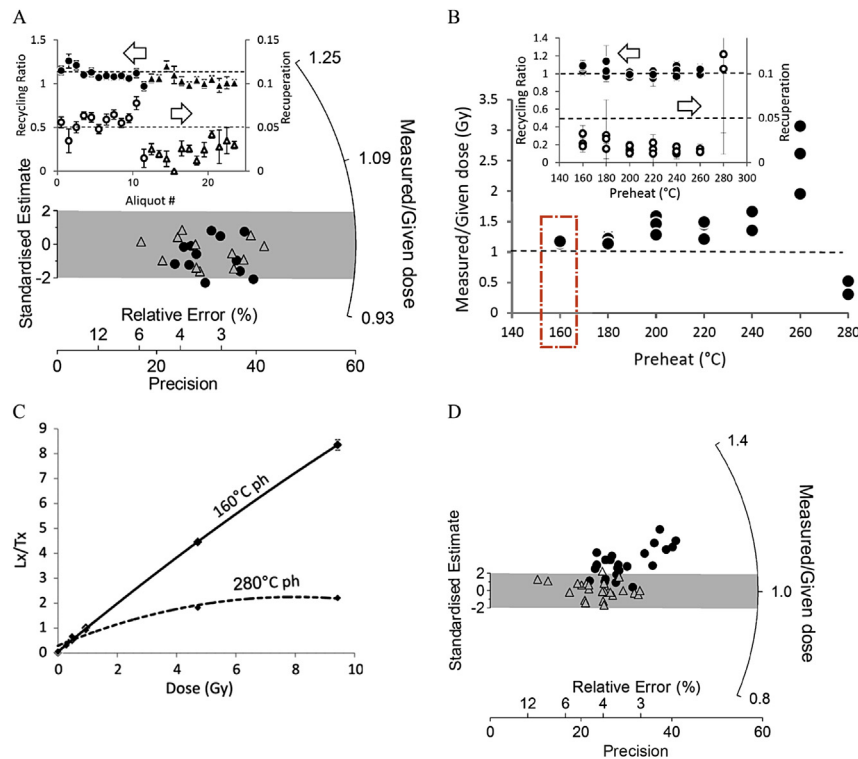 A
1.5
1.2
0.9
0.6
0.3
0
Recycling Ratio
0.15
0.1
0.05
0
Recuperation
0 10 20
Aliquot #
1.25
1.09
0.93
Measured/Given dose
2
0
-2
Standardised Estimate
Relative Error (%)
12 6 4 3
0 20 40 60
Precision
B
1.4
1.2
1
0.8
0.6
0.4
0.2
0
Recycling Ratio
0.1
0.05
0
Recuperation
140 160 180 200 220 240 260 280 300
Preheat (°C)
3.5
3
2.5
2
1.5
1
0.5
0
Measured/Given dose (Gy)
140 160 180 200 220 240 260 280
Preheat (°C)
C
9
8
7
6
5
4
3
2
1
0
Lx/Tx
160°C ph
280°C ph
0 2 4 6 8 10
Dose (Gy)
D
1.4
1.0
0.8
Measured/Given dose
2
0
-2
Standardised Estimate
Relative Error (%)
12 6 4 3
0 20 40 60
Precision